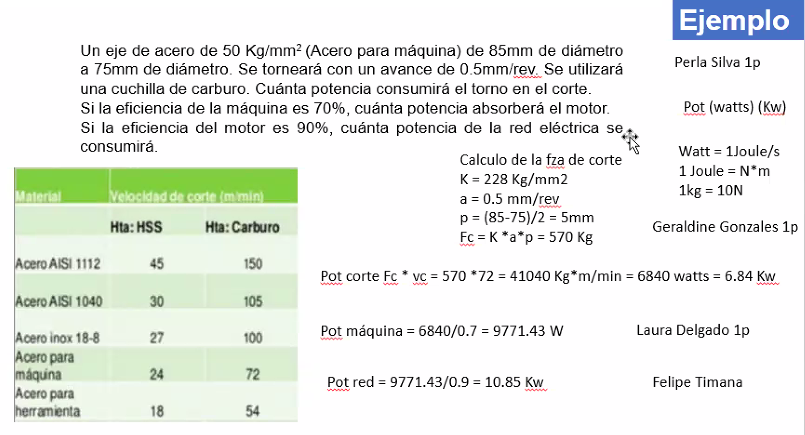 Ejemplo
Un eje de acero de 50 Kg/mm² (Acero para máquina) de 85mm de diámetro
a 75mm de diámetro. Se torneará con un avance de 0.5mm/rev. Se utilizará
una cuchilla de carburo. Cuánta potencia consumirá el torno en el corte.
Si la eficiencia de la máquina es 70%, cuánta potencia absorberá el motor.
Si la eficiencia del motor es 90%, cuánta potencia de la red eléctrica se
consumirá.
Perla Silva 1p
Pot (watts) (Kw)
Watt = 1Joule/s
1 Joule = N*m
1kg = 10N
Geraldine Gonzales 1p
Calculo de la fza de corte
K = 228 Kg/mm2
a = 0.5 mm/rev
p = (85-75)/2 = 5mm
Fc = K *a*p = 570 Kg
Material Velocidad de corte (m/min)
Hta: HSS Hta: Carburo
Acero AISI 1112 45 150
Acero AISI 1040 30 105
Acero inox 18-8 27 100
Acero para
máquina 24 72
Acero para
herramienta 18 54
Pot corte Fc * vc = 570 *72 = 41040 Kg*m/min = 6840 watts = 6.84 Kw
Pot máquina = 6840/0.7 = 9771.43 W
Laura Delgado 1p
Pot red = 9771.43/0.9 = 10.85 Kw
Felipe Timana